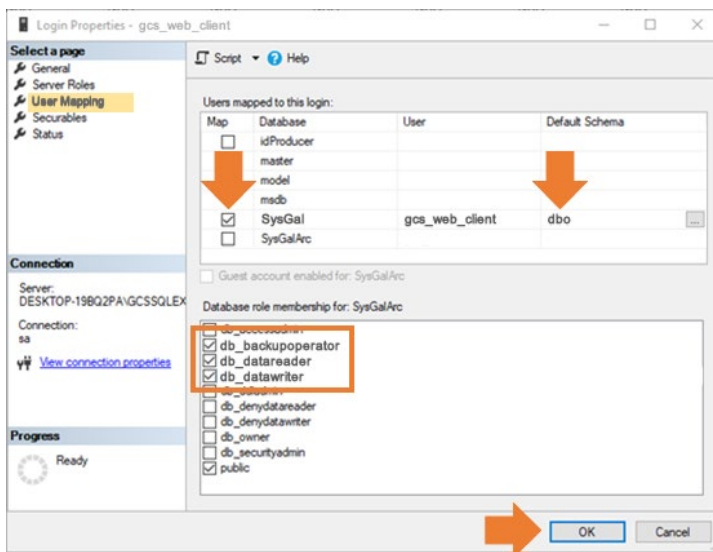 Login Properties - gcs_web_client
Select a page
General
Server Roles
User Mapping
Securables
Status
Script
Help
Users mapped to this login:
Map Database User Default Schema
idProducer
master
model
msdb
SysGal gcs_web_client dbo ...
SysGalArc
Guest account enabled for: SysGalArc
Database role membership for: SysGalArc
db_accessadmin
db_backupoperator
db_datareader
db_datawriter
db_ddladmin
db_denydatareader
db_denydatawriter
db_owner
db_securityadmin
public
Connection
Server:
DESKTOP-19BQ2PA\GCSSQLEX
Connection:
sa
View connection properties
Progress
Ready
OK Cancel